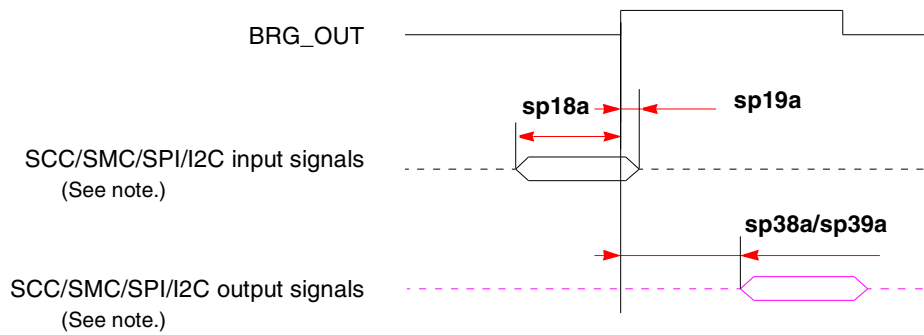 BRG_OUT
sp18a
sp19a
SCC/SMC/SPI/I2C input signals
(See note.)
sp38a/sp39a
SCC/SMC/SPI/I2C output signals
(See note.)